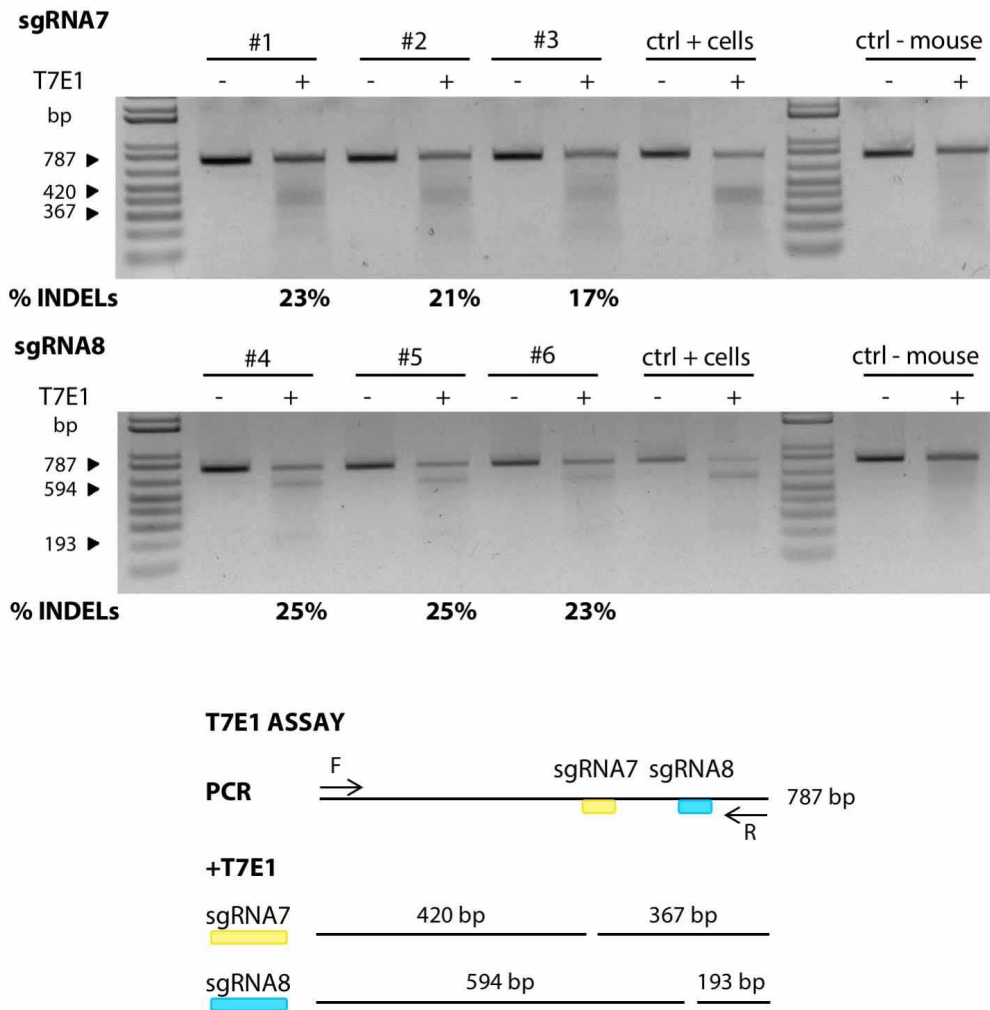 sgRNA7
#1 #2 #3 ctrl + cells ctrl - mouse
T7E1 - + - + - + - + - +
bp
787
420
367
% INDELs 23% 21% 17%
sgRNA8
#4 #5 #6 ctrl + cells ctrl - mouse
T7E1 - + - + - + - + - +
bp
787
594
193
% INDELs 25% 25% 23%
T7E1 ASSAY
F
sgRNA7 sgRNA8
PCR 787 bp
R
+T7E1
sgRNA7 420 bp 367 bp
sgRNA8 594 bp 193 bp